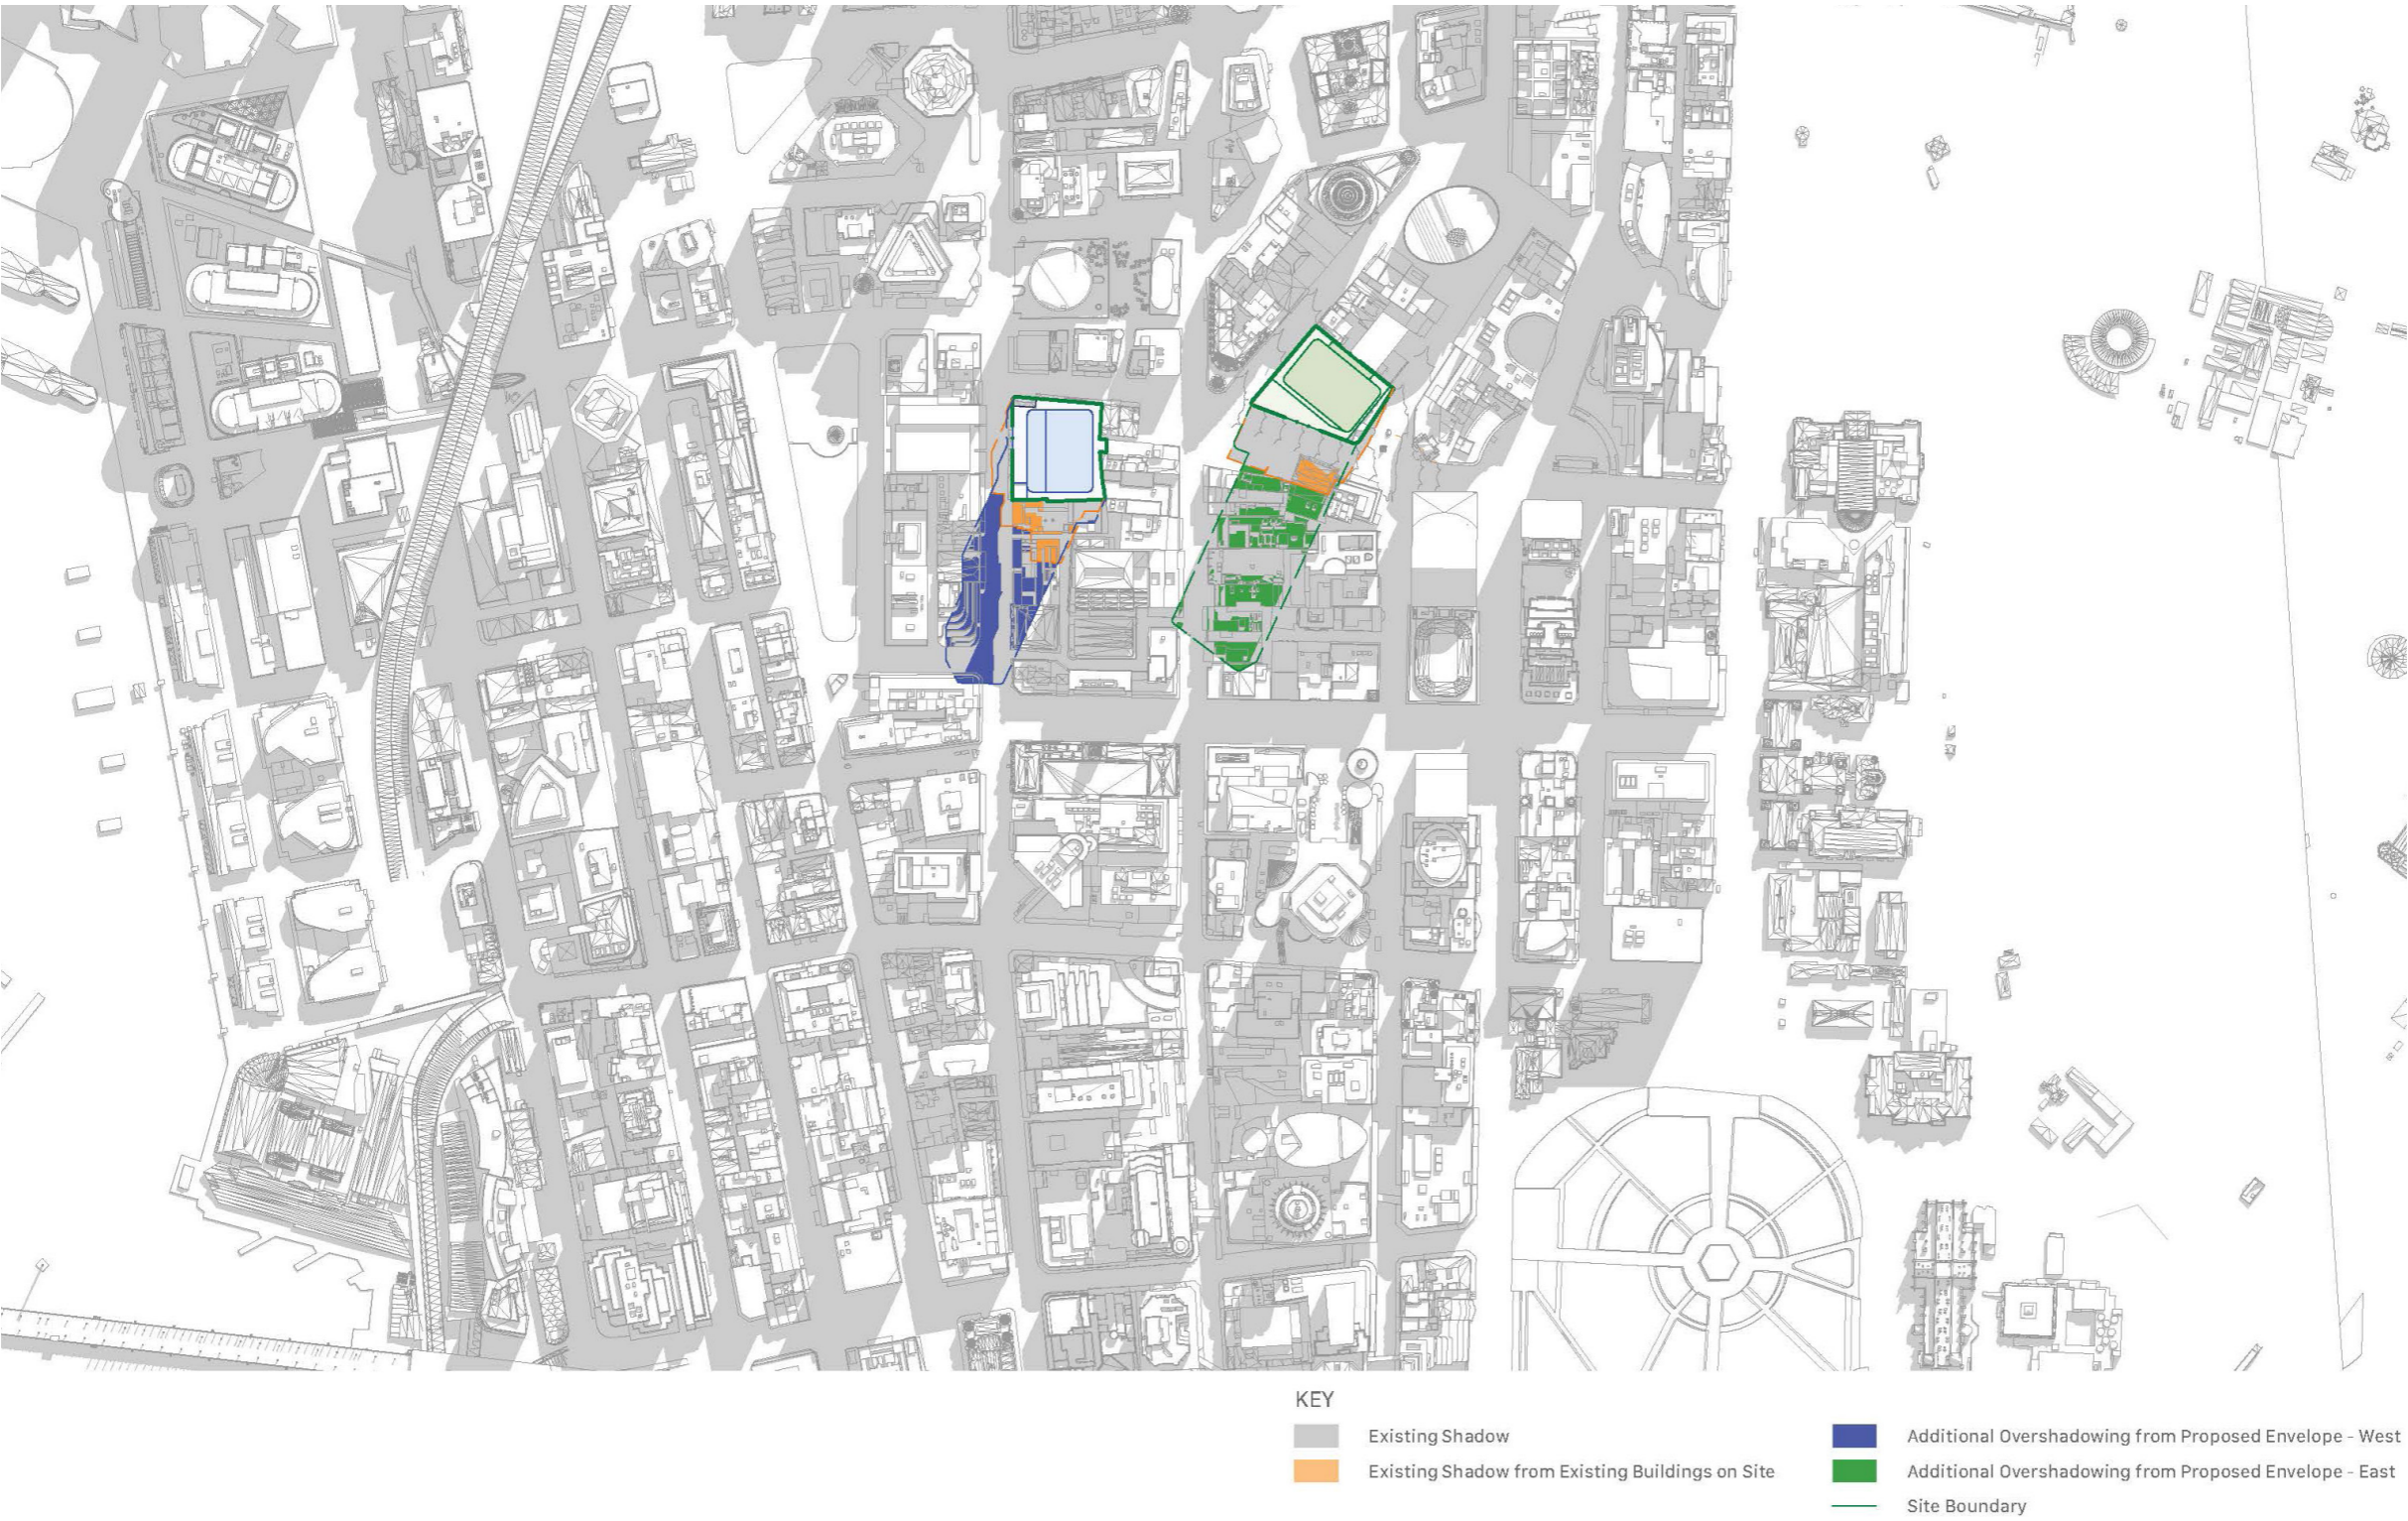 KEY
Existing Shadow
Existing Shadow from Existing Buildings on Site
Additional Overshadowing from Proposed Envelope - West
Additional Overshadowing from Proposed Envelope - East
Site Boundary